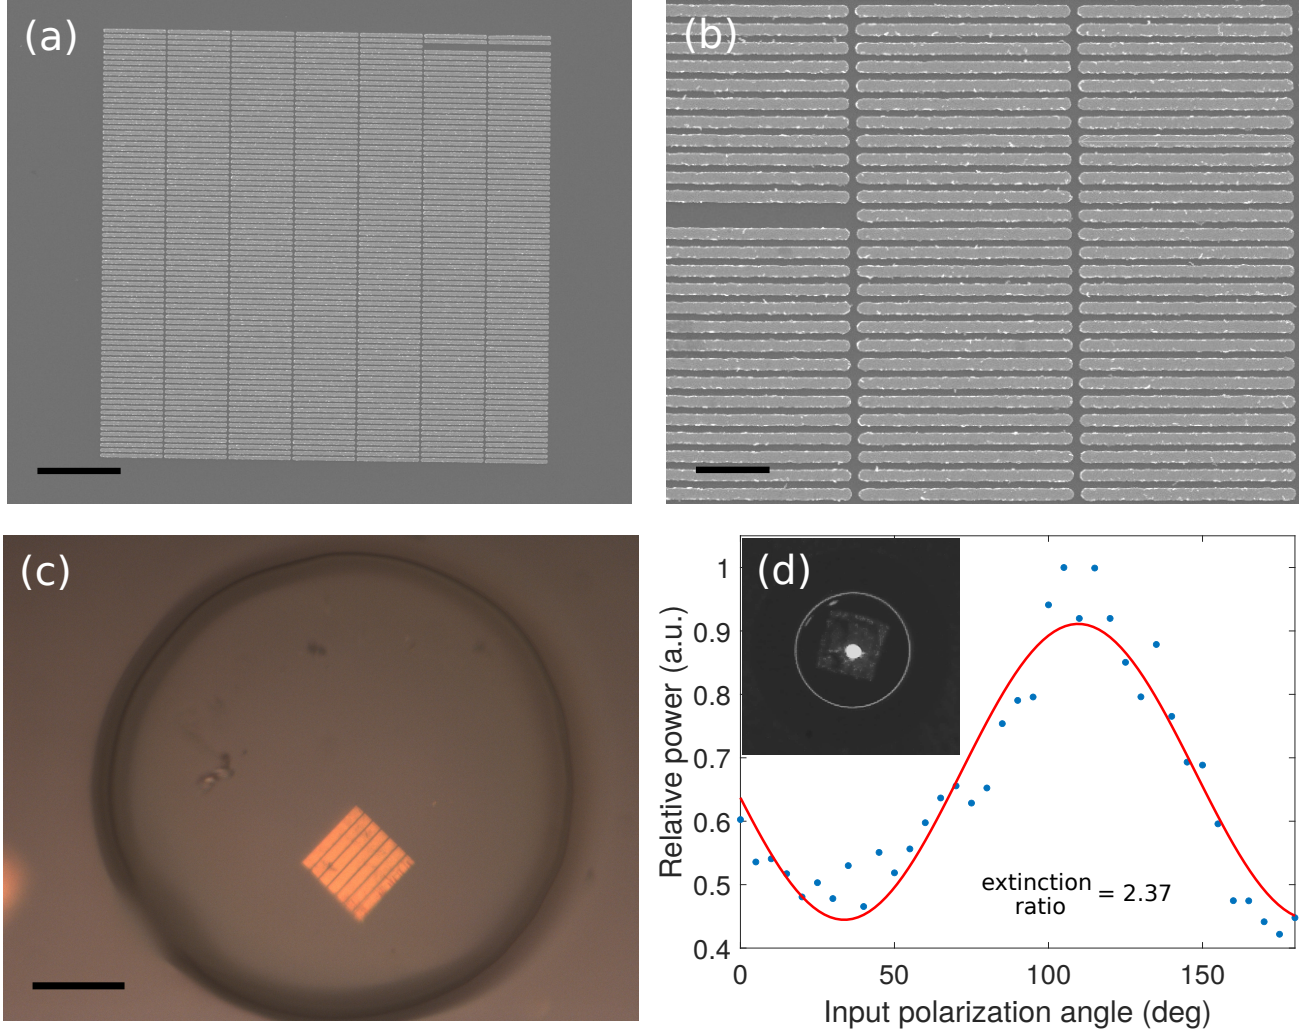 (a)
(b)
(c)
(d)
1
0.9
0.8
0.7
0.6
0.5
0.4
Relative power (a.u.)
extinction
ratio = 2.37
0 50 100 150
Input polarization angle (deg)